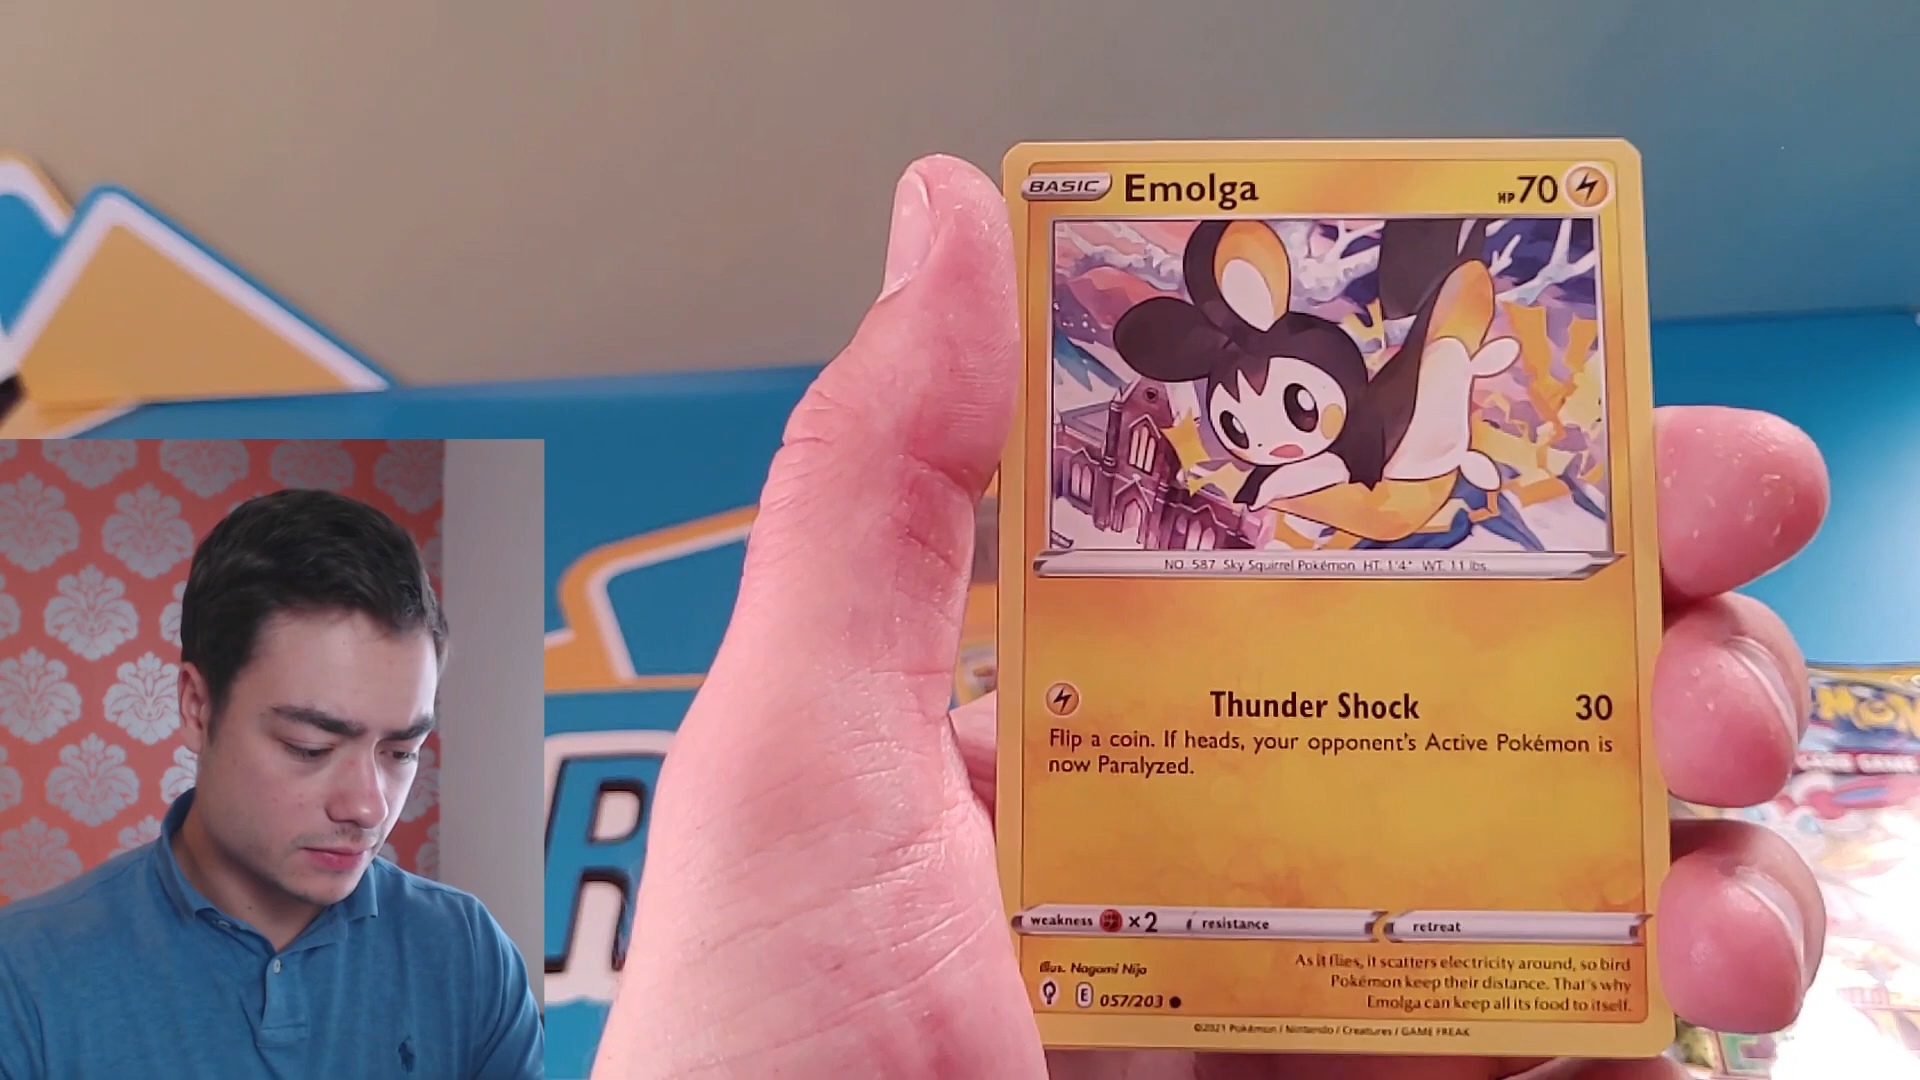 BASIC Emolga HP 70
NO. 587 Sky Squirrel Pokémon HT. 1'4" WT. 11 lbs.
Thunder Shock 30
Flip a coin. If heads, your opponent's Active Pokémon is
now Paralyzed.
weakness ×2 resistance retreat
Illus. Nagomi Nijo
As it flies, it scatters electricity around, so bird
Pokémon keep their distance. That's why
Emolga can keep all its food to itself.
E 057/203
©2021 Pokémon / Nintendo / Creatures / GAME FREAK
R